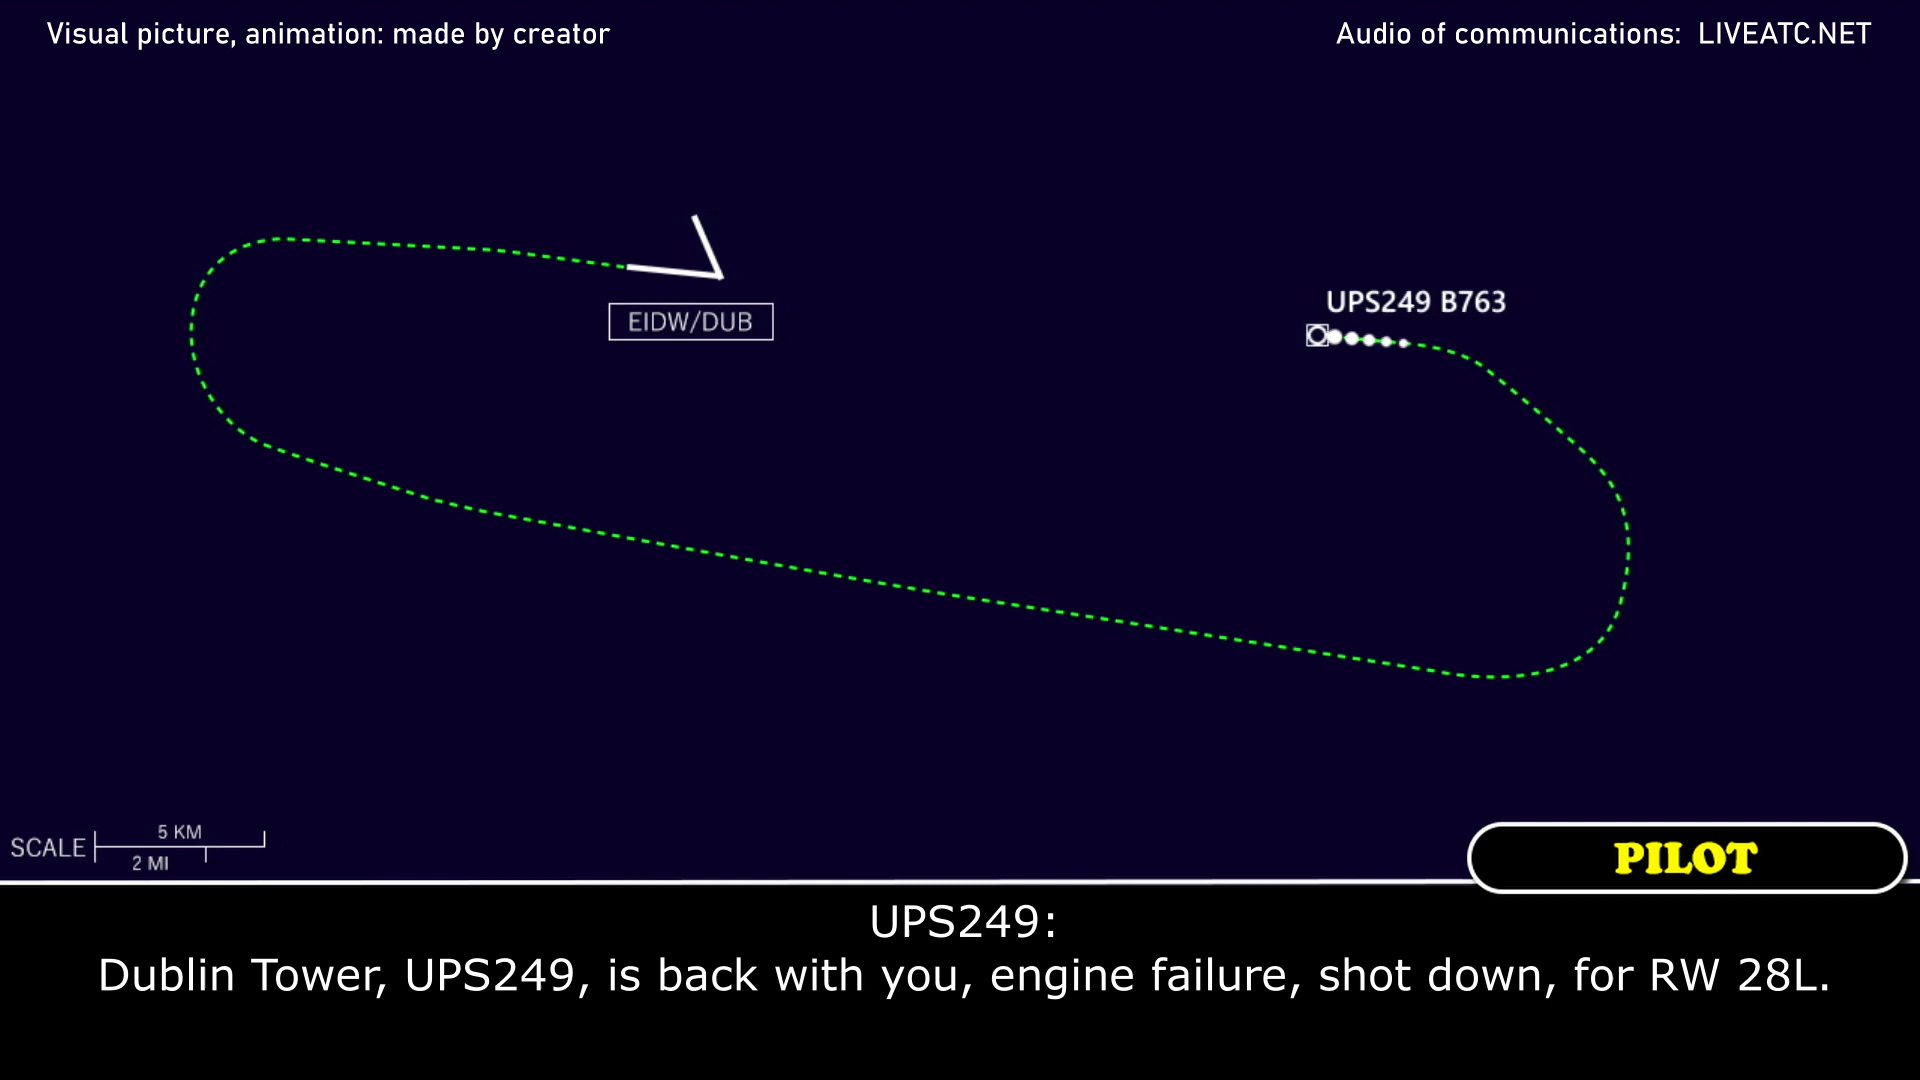 Visual picture, animation: made by creator
Audio of communications: LIVEATC.NET
UPS249 B763
EIDW/DUB
5 KM
SCALE
2 MI
PILOT
UPS249:
Dublin Tower, UPS249, is back with you, engine failure, shot down, for RW 28L.